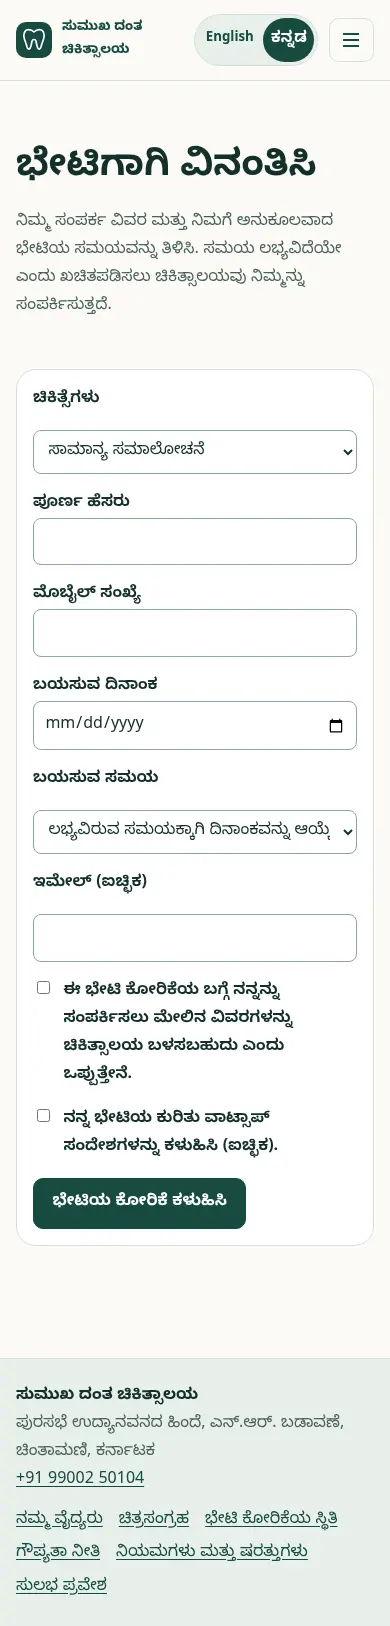 ಸುಮುಖ ದಂತ
ಚಿಕಿತ್ಸಾಲಯ
English
ಕನ್ನಡ
ಭೇಟಿಗಾಗಿ ವಿನಂತಿಸಿ
ನಿಮ್ಮ ಸಂಪರ್ಕ ವಿವರ ಮತ್ತು ನಿಮಗೆ ಅನುಕೂಲವಾದ
ಭೇಟಿಯ ಸಮಯವನ್ನು ತಿಳಿಸಿ. ಸಮಯ ಲಭ್ಯವಿದೆಯೇ
ಎಂದು ಖಚಿತಪಡಿಸಲು ಚಿಕಿತ್ಸಾಲಯವು ನಿಮ್ಮನ್ನು
ಸಂಪರ್ಕಿಸುತ್ತದೆ.
ಚಿಕಿತ್ಸೆಗಳು
ಸಾಮಾನ್ಯ ಸಮಾಲೋಚನೆ
ಪೂರ್ಣ ಹೆಸರು
ಮೊಬೈಲ್ ಸಂಖ್ಯೆ
ಬಯಸುವ ದಿನಾಂಕ
mm/dd/yyyy
ಬಯಸುವ ಸಮಯ
ಲಭ್ಯವಿರುವ ಸಮಯಕ್ಕಾಗಿ ದಿನಾಂಕವನ್ನು
ಇಮೇಲ್ (ಐಚ್ಛಿಕ)
ಈ ಭೇಟಿ ಕೋರಿಕೆಯ ಬಗ್ಗೆ ನನ್ನನ್ನು
ಸಂಪರ್ಕಿಸಲು ಮೇಲಿನ ವಿವರಗಳನ್ನು
ಚಿಕಿತ್ಸಾಲಯ ಬಳಸಬಹುದು ಎಂದು
ಒಪ್ಪುತ್ತೇನೆ.
ನನ್ನ ಭೇಟಿಯ ಕುರಿತು ವಾಟ್ಸಾಪ್
ಸಂದೇಶಗಳನ್ನು ಕಳುಹಿಸಿ (ಐಚ್ಛಿಕ).
ಭೇಟಿಯ ಕೋರಿಕೆ ಕಳುಹಿಸಿ
ಸುಮುಖ ದಂತ ಚಿಕಿತ್ಸಾಲಯ
ಪುರಸಭೆ ಉದ್ಯಾನವನದ ಹಿಂದೆ, ಎನ್.ಆರ್. ಬಡಾವಣೆ,
ಚಿಂತಾಮಣಿ, ಕರ್ನಾಟಕ
+91 99002 50104
ನಮ್ಮ ವೈದ್ಯರು ಚಿತ್ರಸಂಗ್ರಹ ಭೇಟಿ ಕೋರಿಕೆಯ ಸ್ಥಿತಿ
ಗೌಪ್ಯತಾ ನೀತಿ ನಿಯಮಗಳು ಮತ್ತು ಷರತ್ತುಗಳು
ಸುಲಭ ಪ್ರವೇಶ